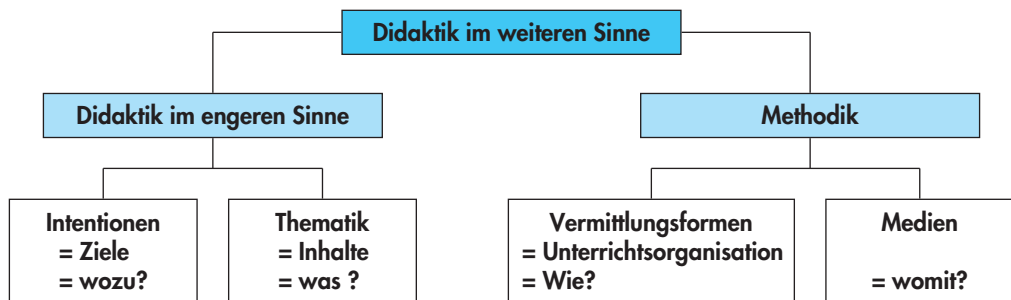 Didaktik im weiteren Sinne
Didaktik im engeren Sinne
Methodik
Intentionen
= Ziele
= wozu?
Thematik
= Inhalte
= was ?
Vermittlungsformen
= Unterrichtsorganisation
= Wie?
Medien
= womit?